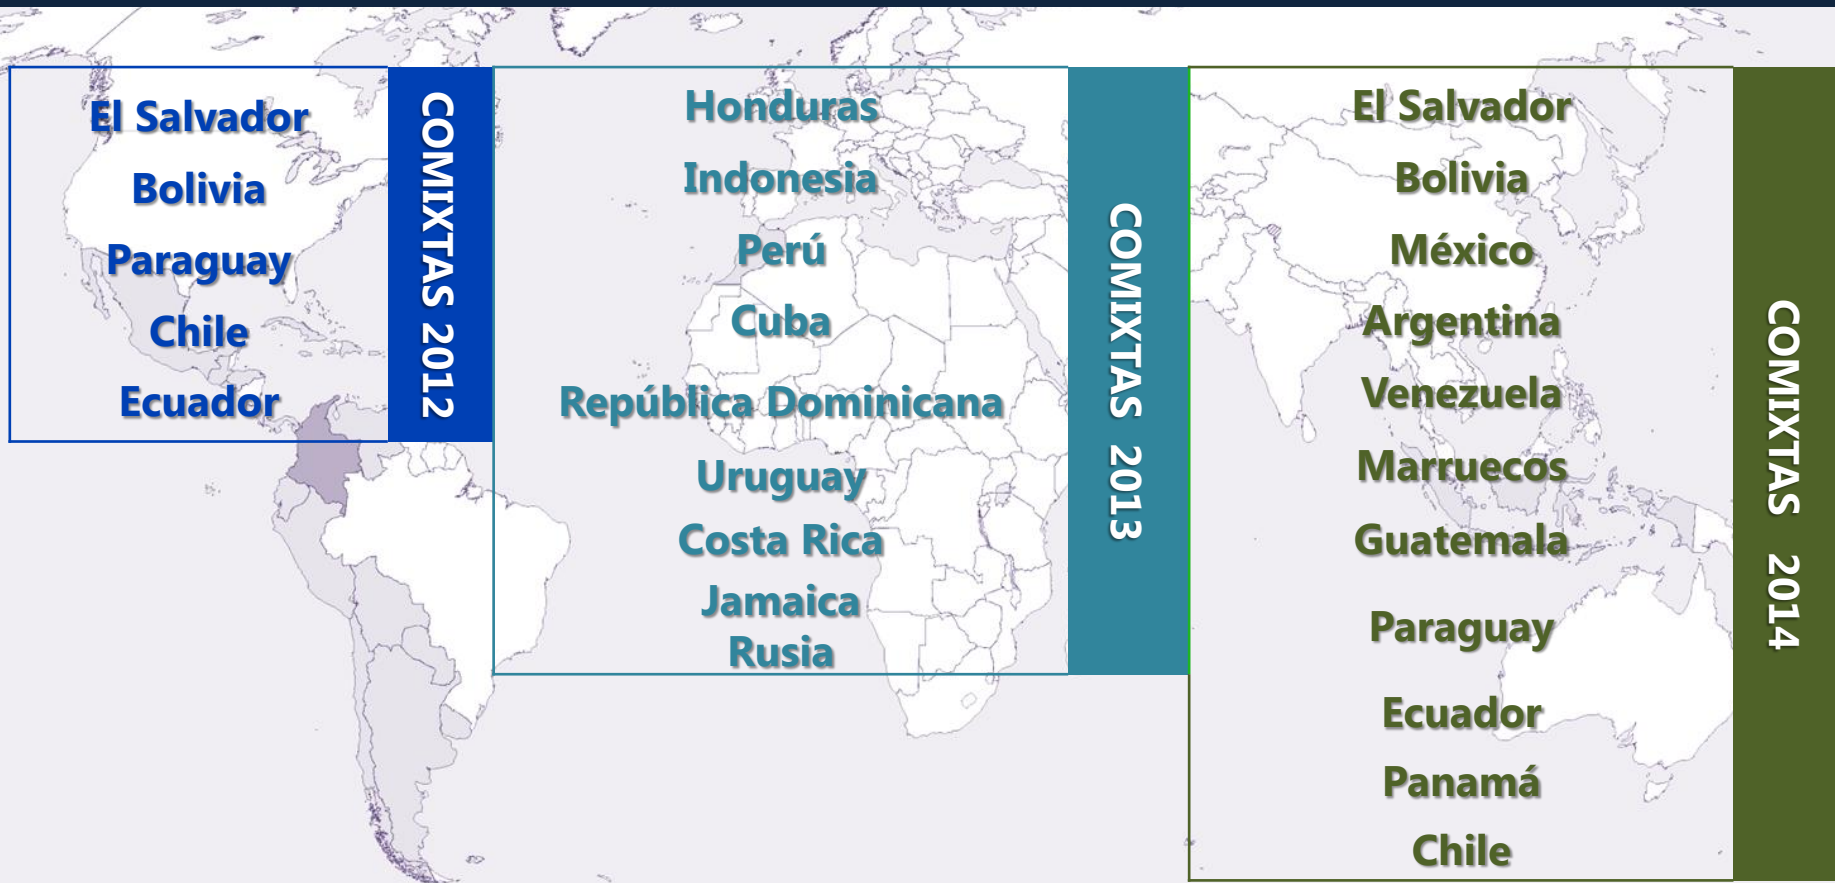 El Salvador
Bolivia
Paraguay
Chile
Ecuador
COMIXTAS 2012
Honduras
Indonesia
Perú
Cuba
República Dominicana
Uruguay
Costa Rica
Jamaica
Rusia
COMIXTAS 2013
El Salvador
Bolivia
México
Argentina
Venezuela
Marruecos
Guatemala
Paraguay
Ecuador
Panamá
Chile
COMIXTAS 2014